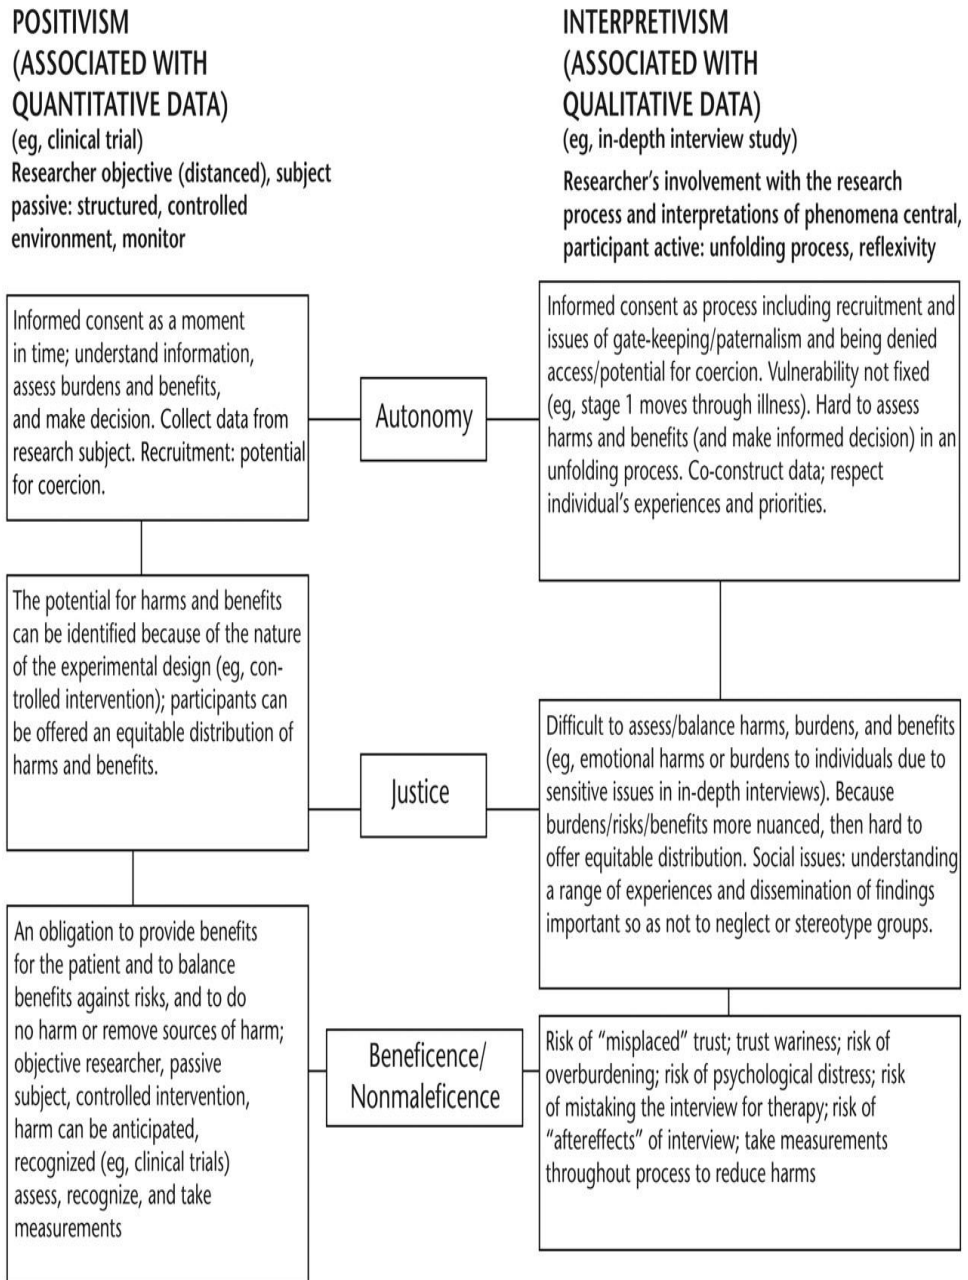 POSITIVISM
(ASSOCIATED WITH
QUANTITATIVE DATA)
(eg, clinical trial)
Researcher objective (distanced), subject
passive: structured, controlled
environment, monitor
INTERPRETIVISM
(ASSOCIATED WITH
QUALITATIVE DATA)
(eg, in-depth interview study)
Researcher's involvement with the research
process and interpretations of phenomena central,
participant active: unfolding process, reflexivity
Informed consent as a moment
in time; understand information,
assess burdens and benefits,
and make decision. Collect data from
research subject. Recruitment: potential
for coercion.
Autonomy
Informed consent as process including recruitment and
issues of gate-keeping/paternalism and being denied
access/potential for coercion. Vulnerability not fixed
(eg, stage 1 moves through illness). Hard to assess
harms and benefits (and make informed decision) in an
unfolding process. Co-construct data; respect
individual's experiences and priorities.
The potential for harms and benefits
can be identified because of the nature
of the experimental design (eg, con-
trolled intervention); participants can
be offered an equitable distribution of
harms and benefits.
Justice
Difficult to assess/balance harms, burdens, and benefits
(eg, emotional harms or burdens to individuals due to
sensitive issues in in-depth interviews). Because
burdens/risks/benefits more nuanced, then hard to
offer equitable distribution. Social issues: understanding
a range of experiences and dissemination of findings
important so as not to neglect or stereotype groups.
An obligation to provide benefits
for the patient and to balance
benefits against risks, and to do
no harm or remove sources of harm;
objective researcher, passive
subject, controlled intervention,
harm can be anticipated,
recognized (eg, clinical trials)
assess, recognize, and take
measurements
Beneficence/
Nonmaleficence
Risk of "misplaced" trust; trust wariness; risk of
overburdening; risk of psychological distress; risk
of mistaking the interview for therapy; risk of
"aftereffects" of interview; take measurements
throughout process to reduce harms